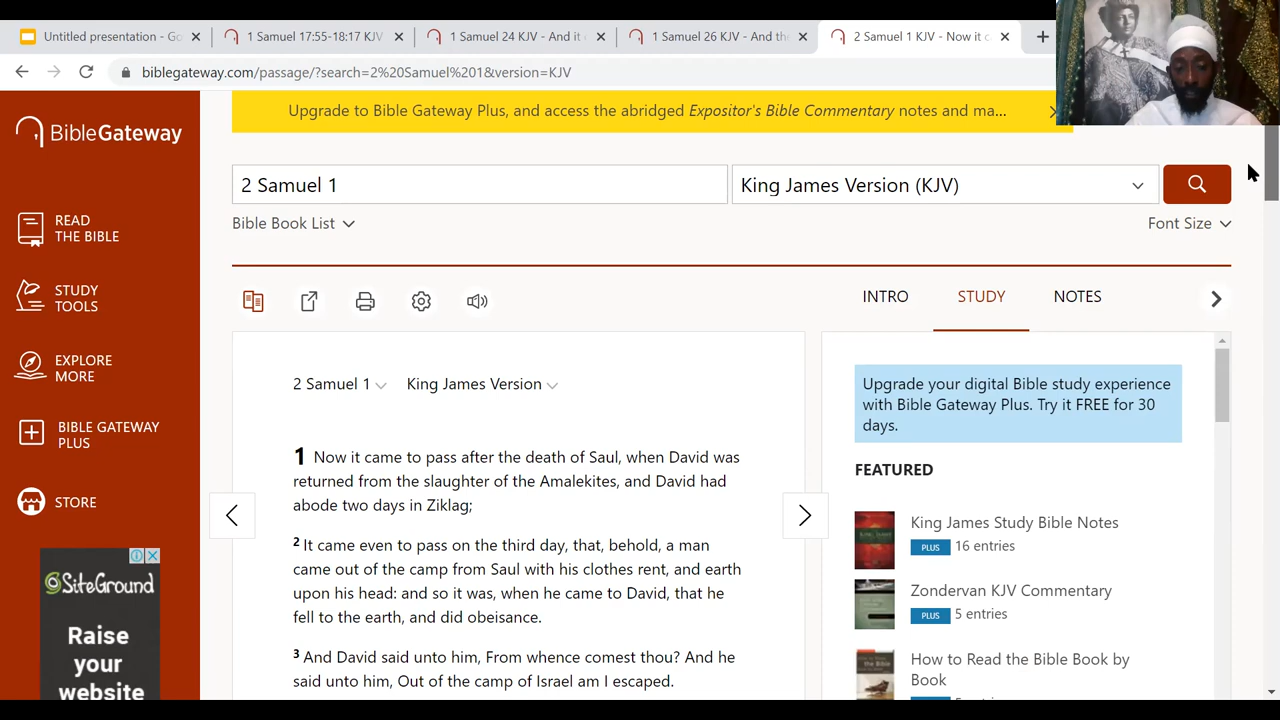 Untitled presentation - Go
1 Samuel 17:55-18:17 KJV
1 Samuel 24 KJV - And it c
1 Samuel 26 KJV - And the
2 Samuel 1 KJV - Now it c
biblegateway.com/passage/?search=2%20Samuel%201&version=KJV
BibleGateway
Upgrade to Bible Gateway Plus, and access the abridged Expositor's Bible Commentary notes and ma...
2 Samuel 1
King James Version (KJV)
Bible Book List
Font Size
READ
THE BIBLE
STUDY
TOOLS
EXPLORE
MORE
BIBLE GATEWAY
PLUS
STORE
SiteGround
Raise
your
website
INTRO
STUDY
NOTES
2 Samuel 1
King James Version
1 Now it came to pass after the death of Saul, when David was
returned from the slaughter of the Amalekites, and David had
abode two days in Ziklag;
2 It came even to pass on the third day, that, behold, a man
came out of the camp from Saul with his clothes rent, and earth
upon his head: and so it was, when he came to David, that he
fell to the earth, and did obeisance.
3 And David said unto him, From whence comest thou? And he
said unto him, Out of the camp of Israel am I escaped.
Upgrade your digital Bible study experience
with Bible Gateway Plus. Try it FREE for 30
days.
FEATURED
King James Study Bible Notes
PLUS 16 entries
Zondervan KJV Commentary
PLUS 5 entries
How to Read the Bible Book by
Book